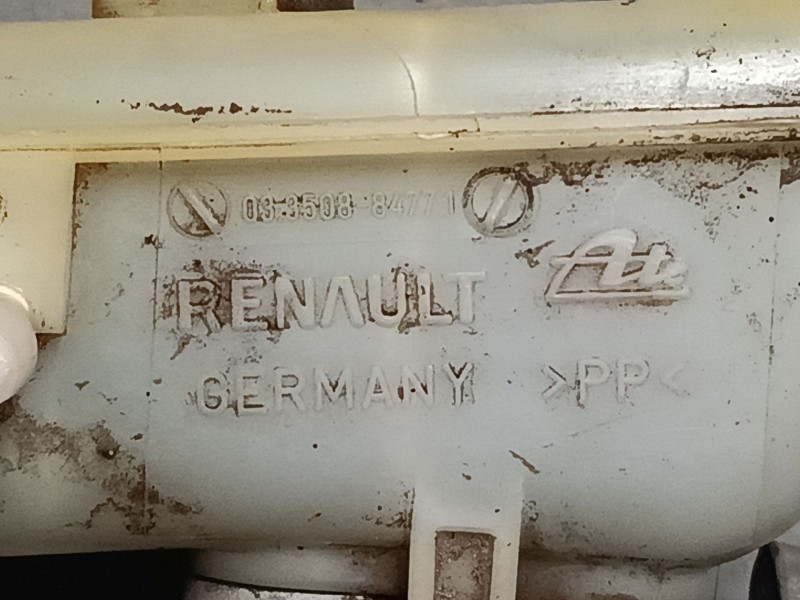 03.3508-8477 1
RENAULT Ate
GERMANY >PP<